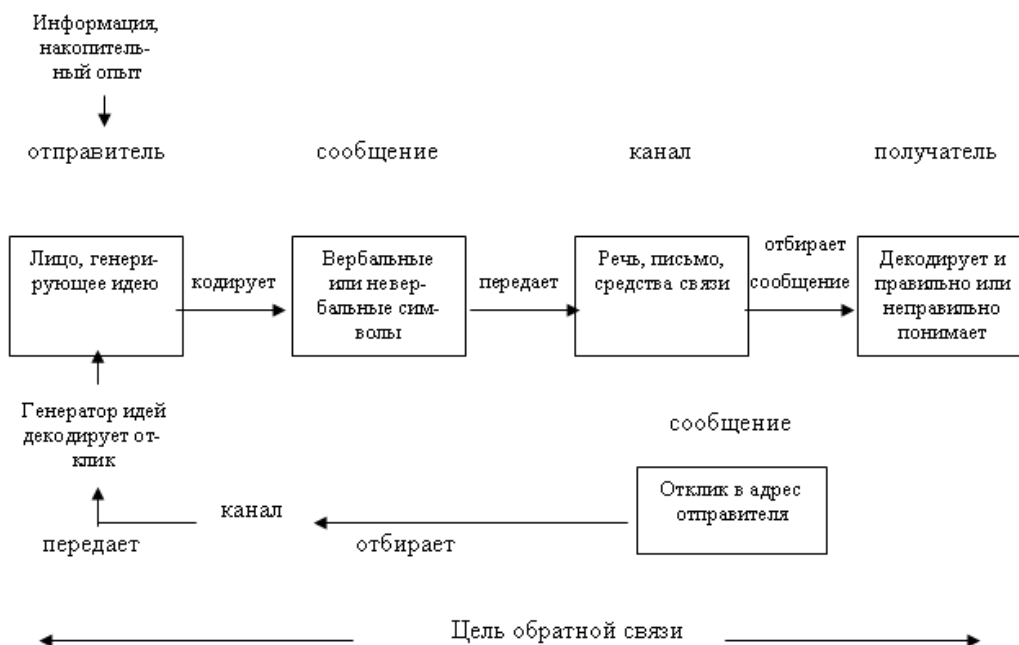 Информация,
накопитель-
ный опыт
отправитель
сообщение
канал
получатель
Лицо, генери-
рующее идею
кодирует
Вербальные
или невер-
бальные сим-
волы
передает
Речь, письмо,
средства связи
отбирает
сообщение
Декодирует и
правильно или
неправильно
понимает
Генератор идей
декодирует от-
клик
сообщение
Отклик в адрес
отправителя
канал
передает
отбирает
Цель обратной связи